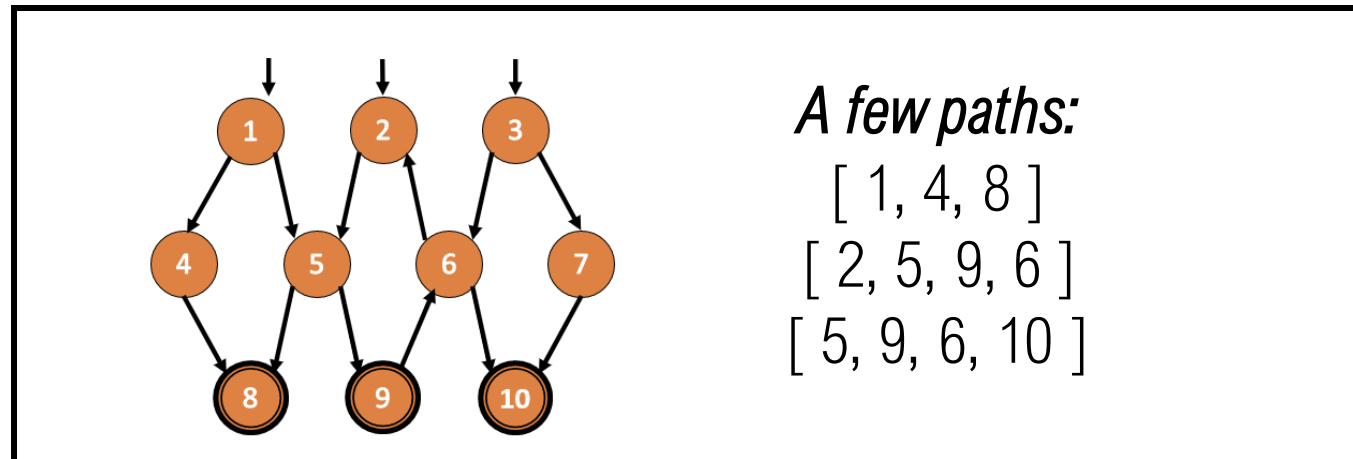 1 2 3
4 5 6 7
8 9 10
A few paths:
[ 1, 4, 8 ]
[ 2, 5, 9, 6 ]
[ 5, 9, 6, 10 ]